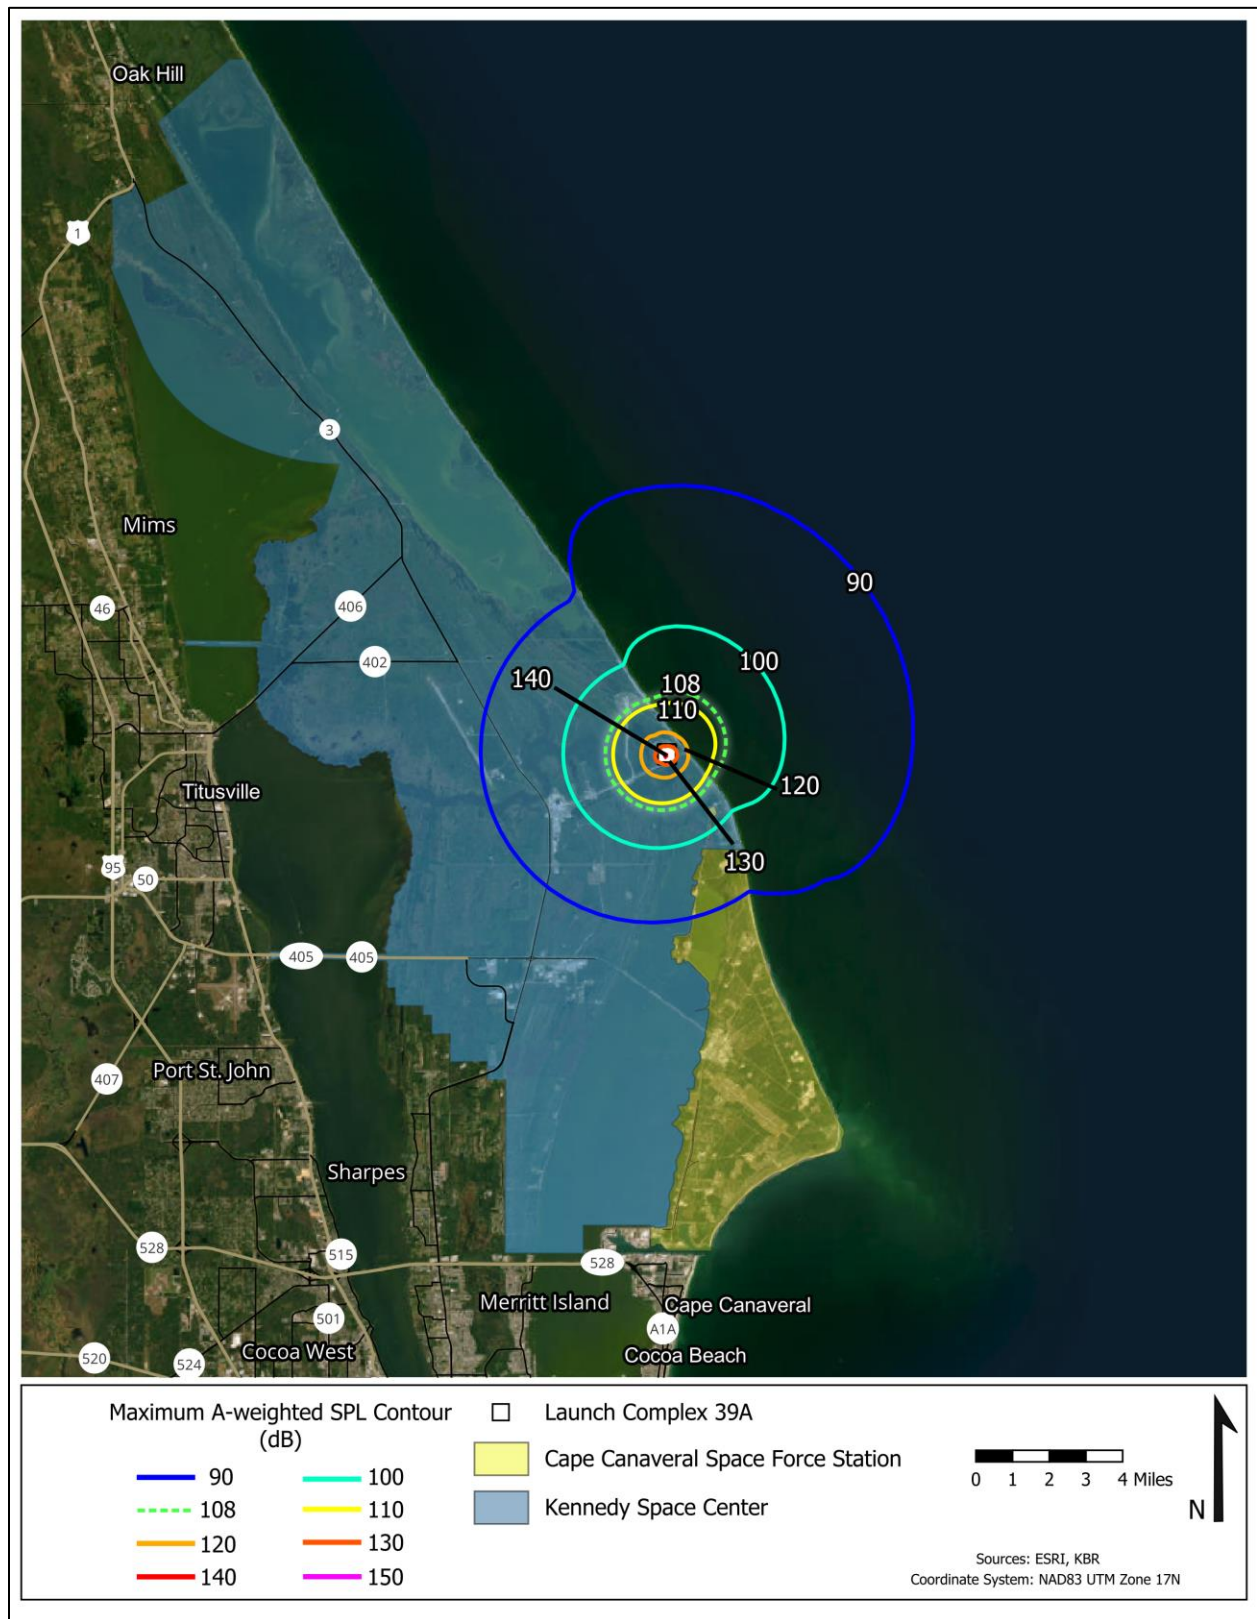 Oak Hill
1
3
Mims
90
46
406
402
100
140
108
110
120
Titusville
130
95
50
405
405
407
Port St. John
Sharpes
528
515
528
Merritt Island
Cape Canaveral
501
A1A
Cocoa West
Cocoa Beach
520
524
Maximum A-weighted SPL Contour
(dB)
90
100
108
110
120
130
140
150
Launch Complex 39A
Cape Canaveral Space Force Station
Kennedy Space Center
0 1 2 3 4 Miles
N
Sources: ESRI, KBR
Coordinate System: NAD83 UTM Zone 17N